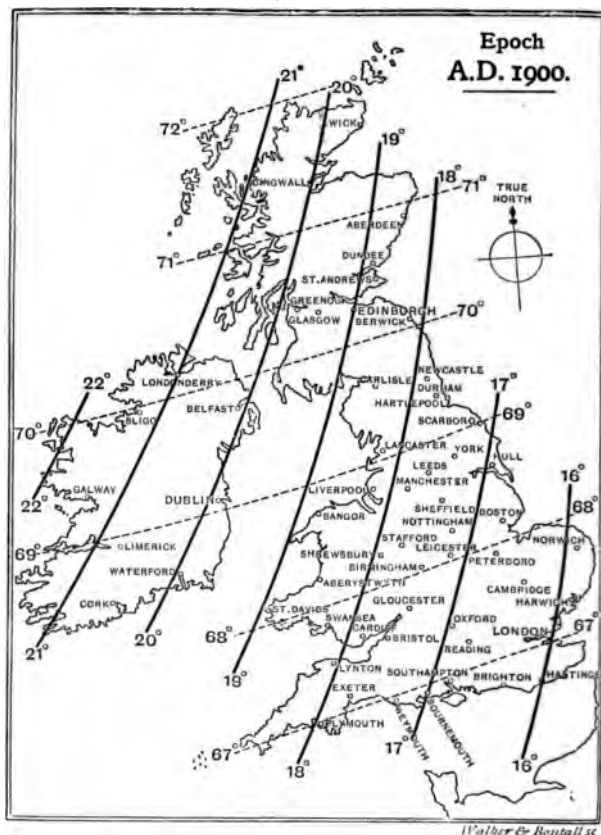 Epoch
A.D. 1900.
21°
20°
72°
WICK
19°
DINGWALL
18°
71°
TRUE
NORTH
ABERDEEN
DUNDEE
71°
ST. ANDREWS
GREENOCK
EDINBURGH
70°
GLASGOW
BERWICK
NEWCASTLE
LONDONDERRY
CARLISLE
DURHAM
22°
17°
HARTLEPOOL
BELFAST
69°
SLIGO
SCARBORO
70°
LANCASTER
YORK
HULL
LEEDS
16°
GALWAY
LIVERPOOL
MANCHESTER
22°
DUBLIN
SHEFFIELD
68°
BANGOR
BOSTON
NOTTINGHAM
STAFFORD
NORWICH
69°
LIMERICK
SHREWSBURY
LEICESTER
BIRMINGHAM
PETERBORO
WATERFORD
ABERYSTWYTH
CAMBRIDGE
CORK
HARWICH
ST. DAVIDS
GLOUCESTER
67°
SWANSEA
OXFORD
LONDON
21°
20°
68°
CARDIFF
BRISTOL
READING
LYNTON
19°
SOUTHAMPTON
BRIGHTON
HASTINGS
EXETER
PLYMOUTH
WEYMOUTH
BOURNEMOUTH
67°
17°
18°
16°
Walker & Boutall sc